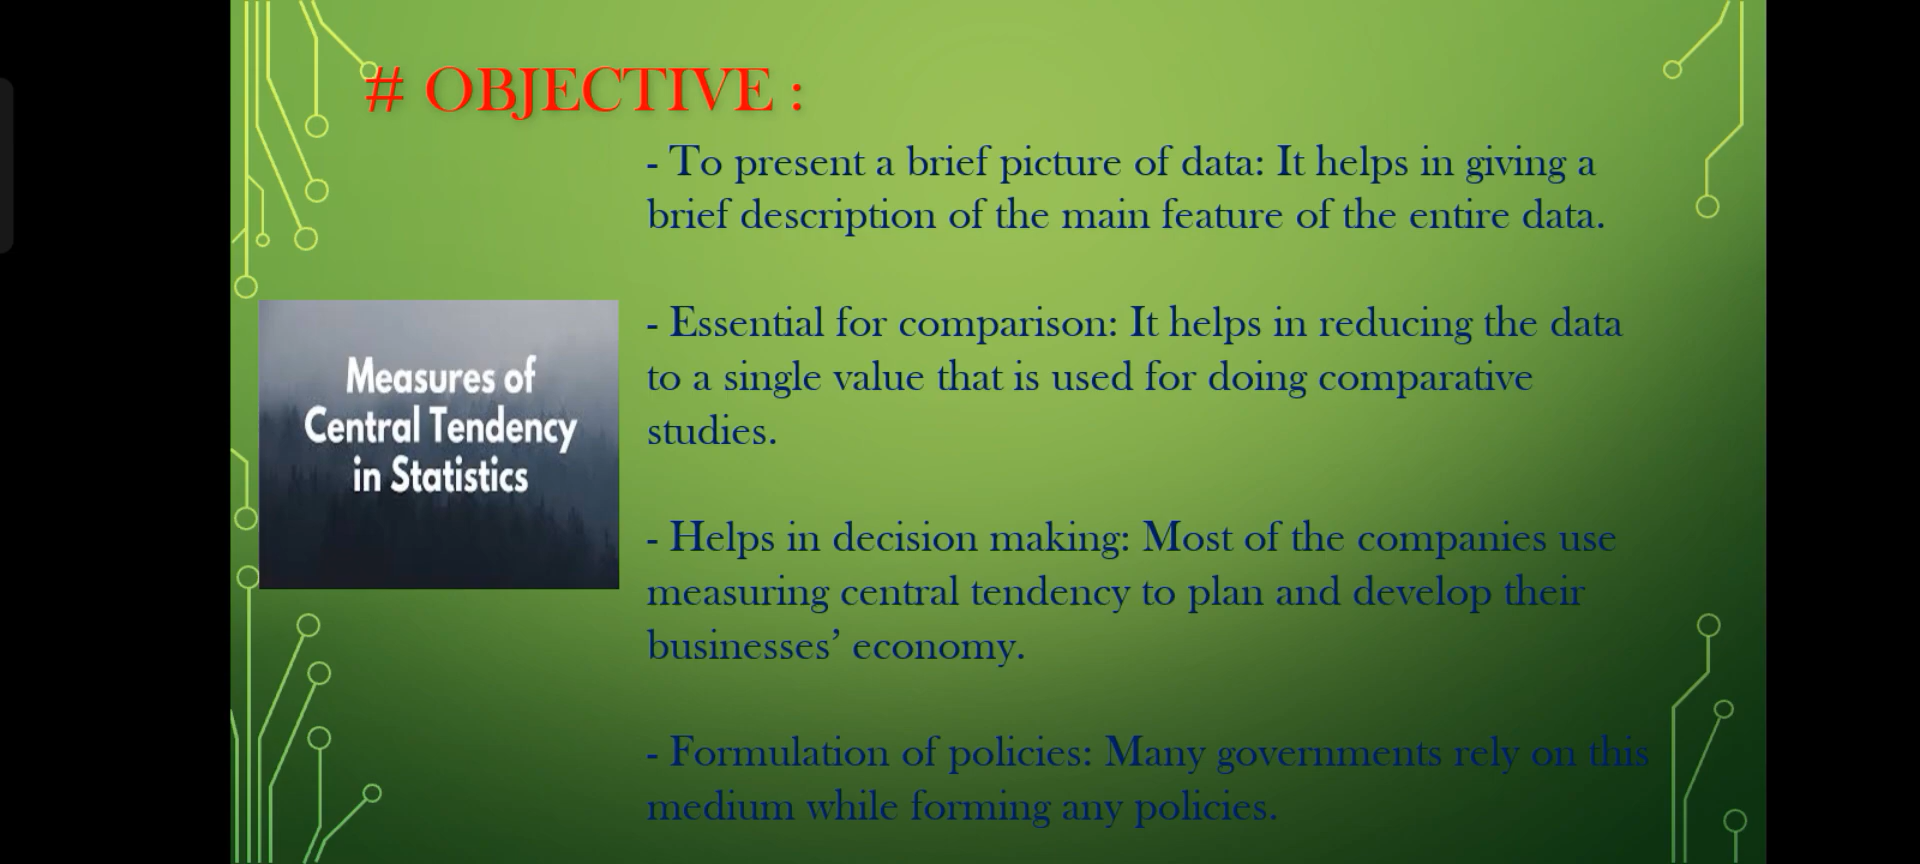 # OBJECTIVE :
- To present a brief picture of data: It helps in giving a
brief description of the main feature of the entire data.
- Essential for comparison: It helps in reducing the data
to a single value that is used for doing comparative
studies.
Measures of
Central Tendency
in Statistics
- Helps in decision making: Most of the companies use
measuring central tendency to plan and develop their
businesses’ economy.
- Formulation of policies: Many governments rely on this
medium while forming any policies.